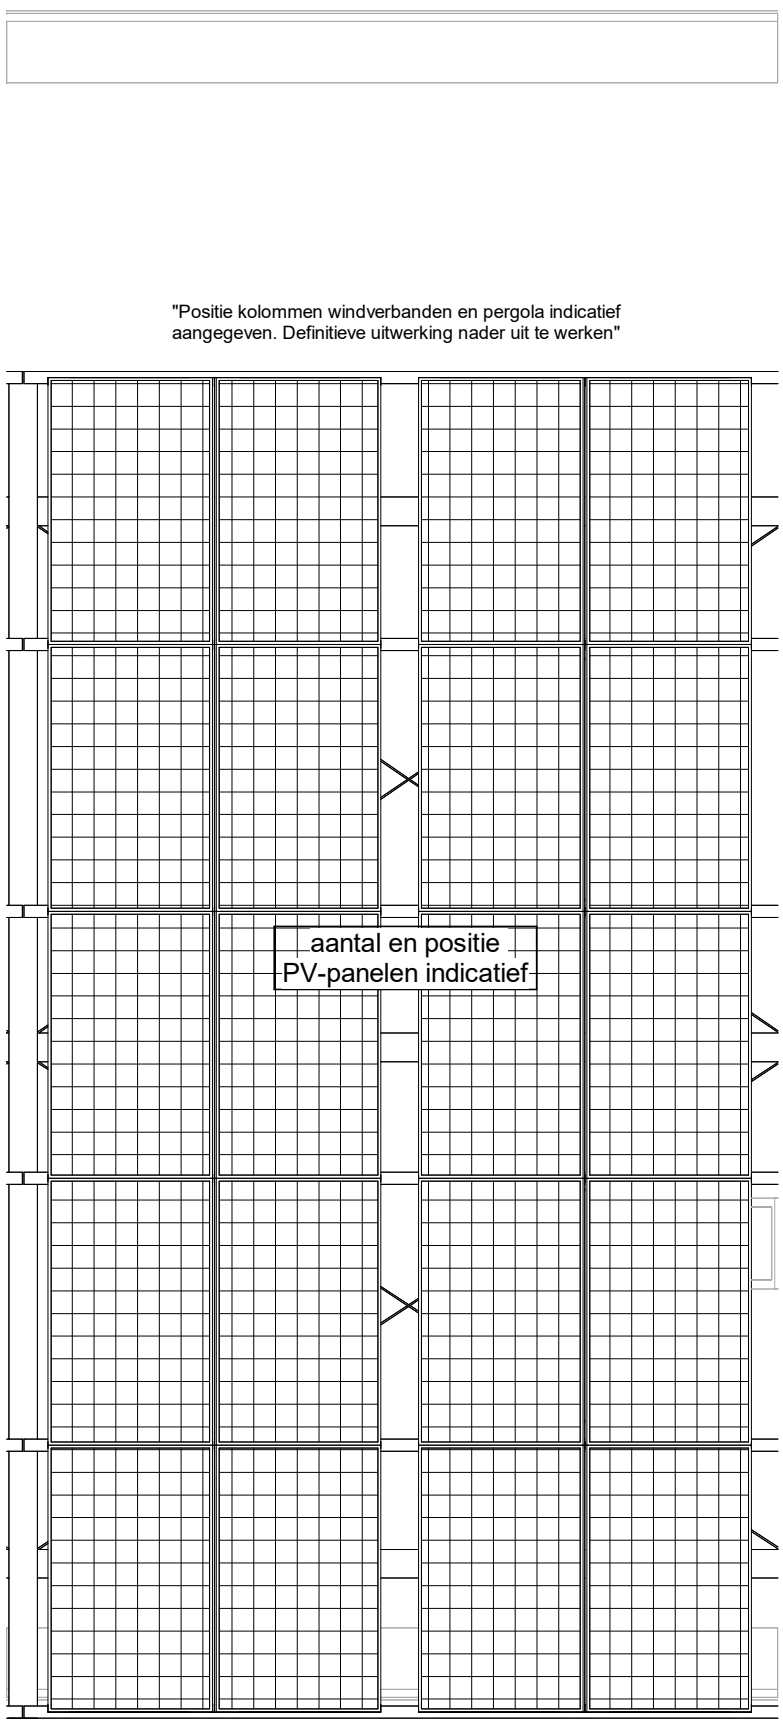 "Positie kolommen windverbanden en pergola indicatief
aangegeven. Definitieve uitwerking nader uit te werken"
aantal en positie
PV-panelen indicatief